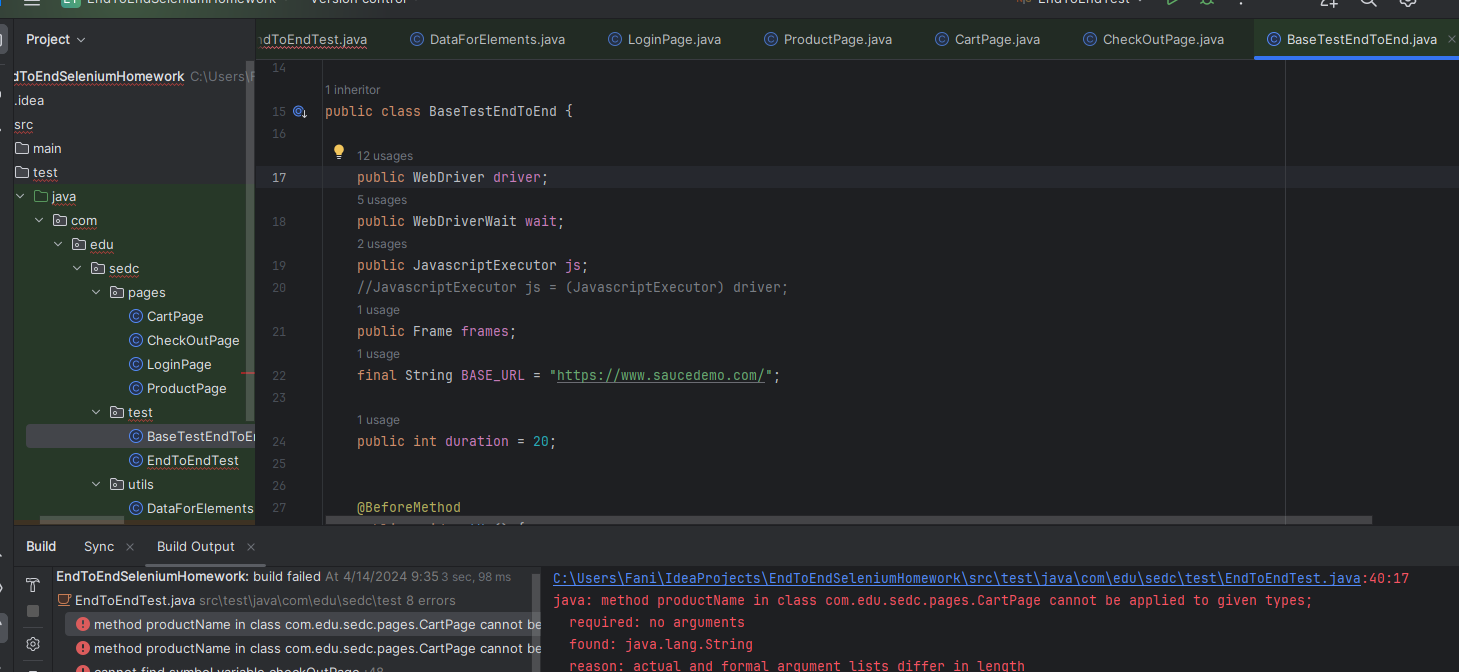 EndToEndSeleniumHomework Version control EndToEndTest
Project
ndToEndTest.java DataForElements.java LoginPage.java ProductPage.java CartPage.java CheckOutPage.java BaseTestEndToEnd.java
dToEndSeleniumHomework C:\Users\F
.idea
src
main
test
java
com
edu
sedc
pages
CartPage
CheckOutPage
LoginPage
ProductPage
test
BaseTestEndToEn
EndToEndTest
utils
DataForElements
14
1 inheritor
15 public class BaseTestEndToEnd {
16
12 usages
17 public WebDriver driver;
5 usages
18 public WebDriverWait wait;
2 usages
19 public JavascriptExecutor js;
20 //JavascriptExecutor js = (JavascriptExecutor) driver;
1 usage
21 public Frame frames;
1 usage
22 final String BASE_URL = "https://www.saucedemo.com/";
23
1 usage
24 public int duration = 20;
25
26
27 @BeforeMethod
Build Sync Build Output
EndToEndSeleniumHomework: build failed At 4/14/2024 9:35 3 sec, 98 ms
EndToEndTest.java src\test\java\com\edu\sedc\test 8 errors
method productName in class com.edu.sedc.pages.CartPage cannot be
method productName in class com.edu.sedc.pages.CartPage cannot be
cannot find symbol variable checkOutPage :48
C:\Users\Fani\IdeaProjects\EndToEndSeleniumHomework\src\test\java\com\edu\sedc\test\EndToEndTest.java:40:17
java: method productName in class com.edu.sedc.pages.CartPage cannot be applied to given types;
required: no arguments
found: java.lang.String
reason: actual and formal argument lists differ in length